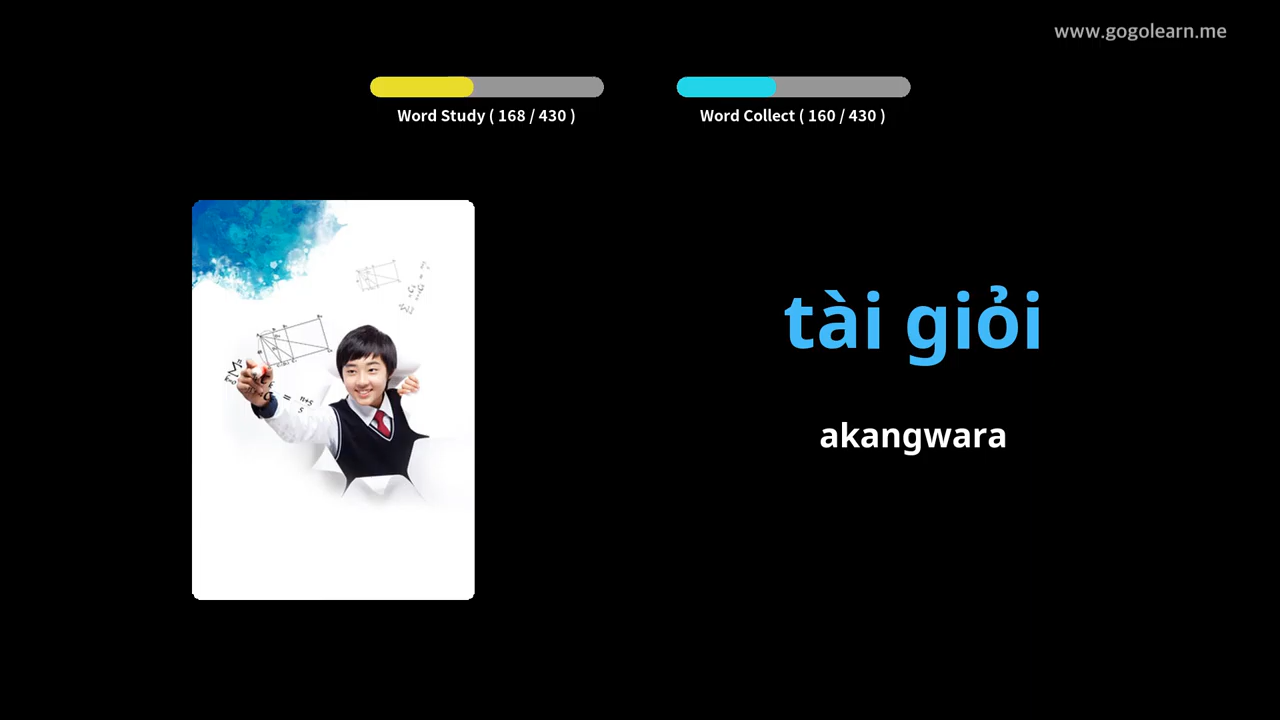 www.gogolearn.me
Word Study ( 168 / 430 )
Word Collect ( 160 / 430 )
tài giỏi
akangwara